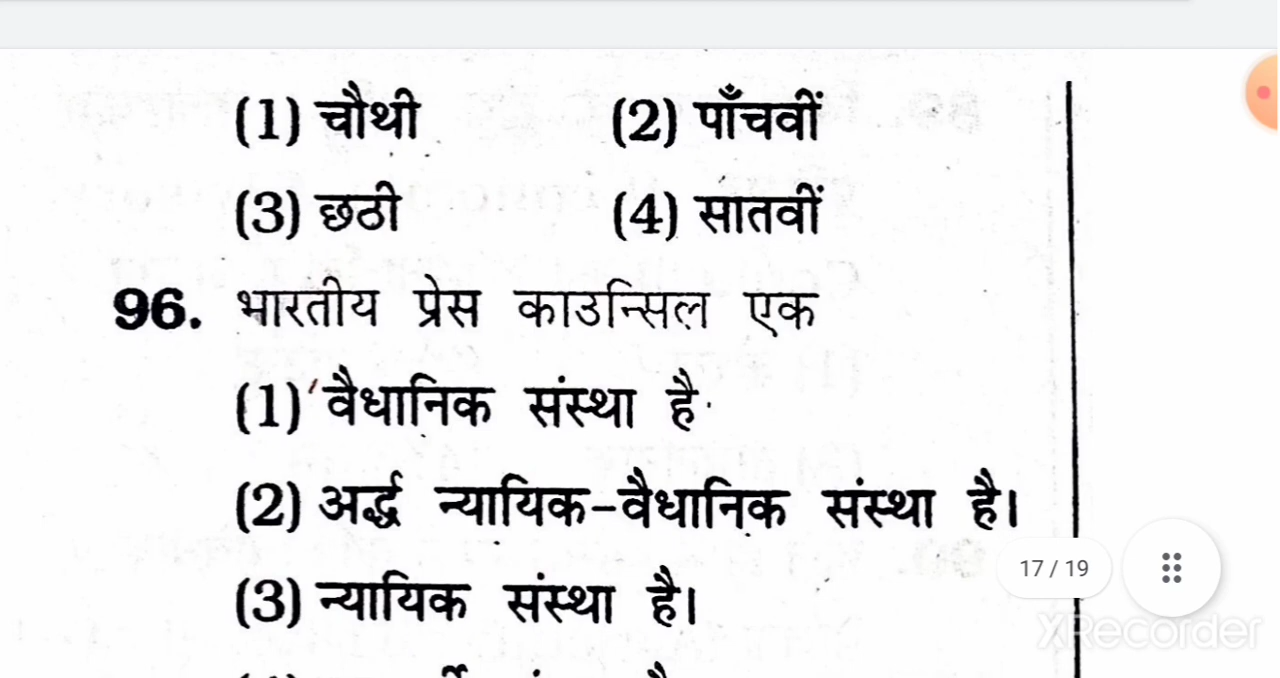 (1) चौथी (2) पाँचवीं
(3) छठी (4) सातवीं
96. भारतीय प्रेस काउन्सिल एक
(1) वैधानिक संस्था है
(2) अर्द्ध न्यायिक-वैधानिक संस्था है।
(3) न्यायिक संस्था है।
17 / 19
XRecorder